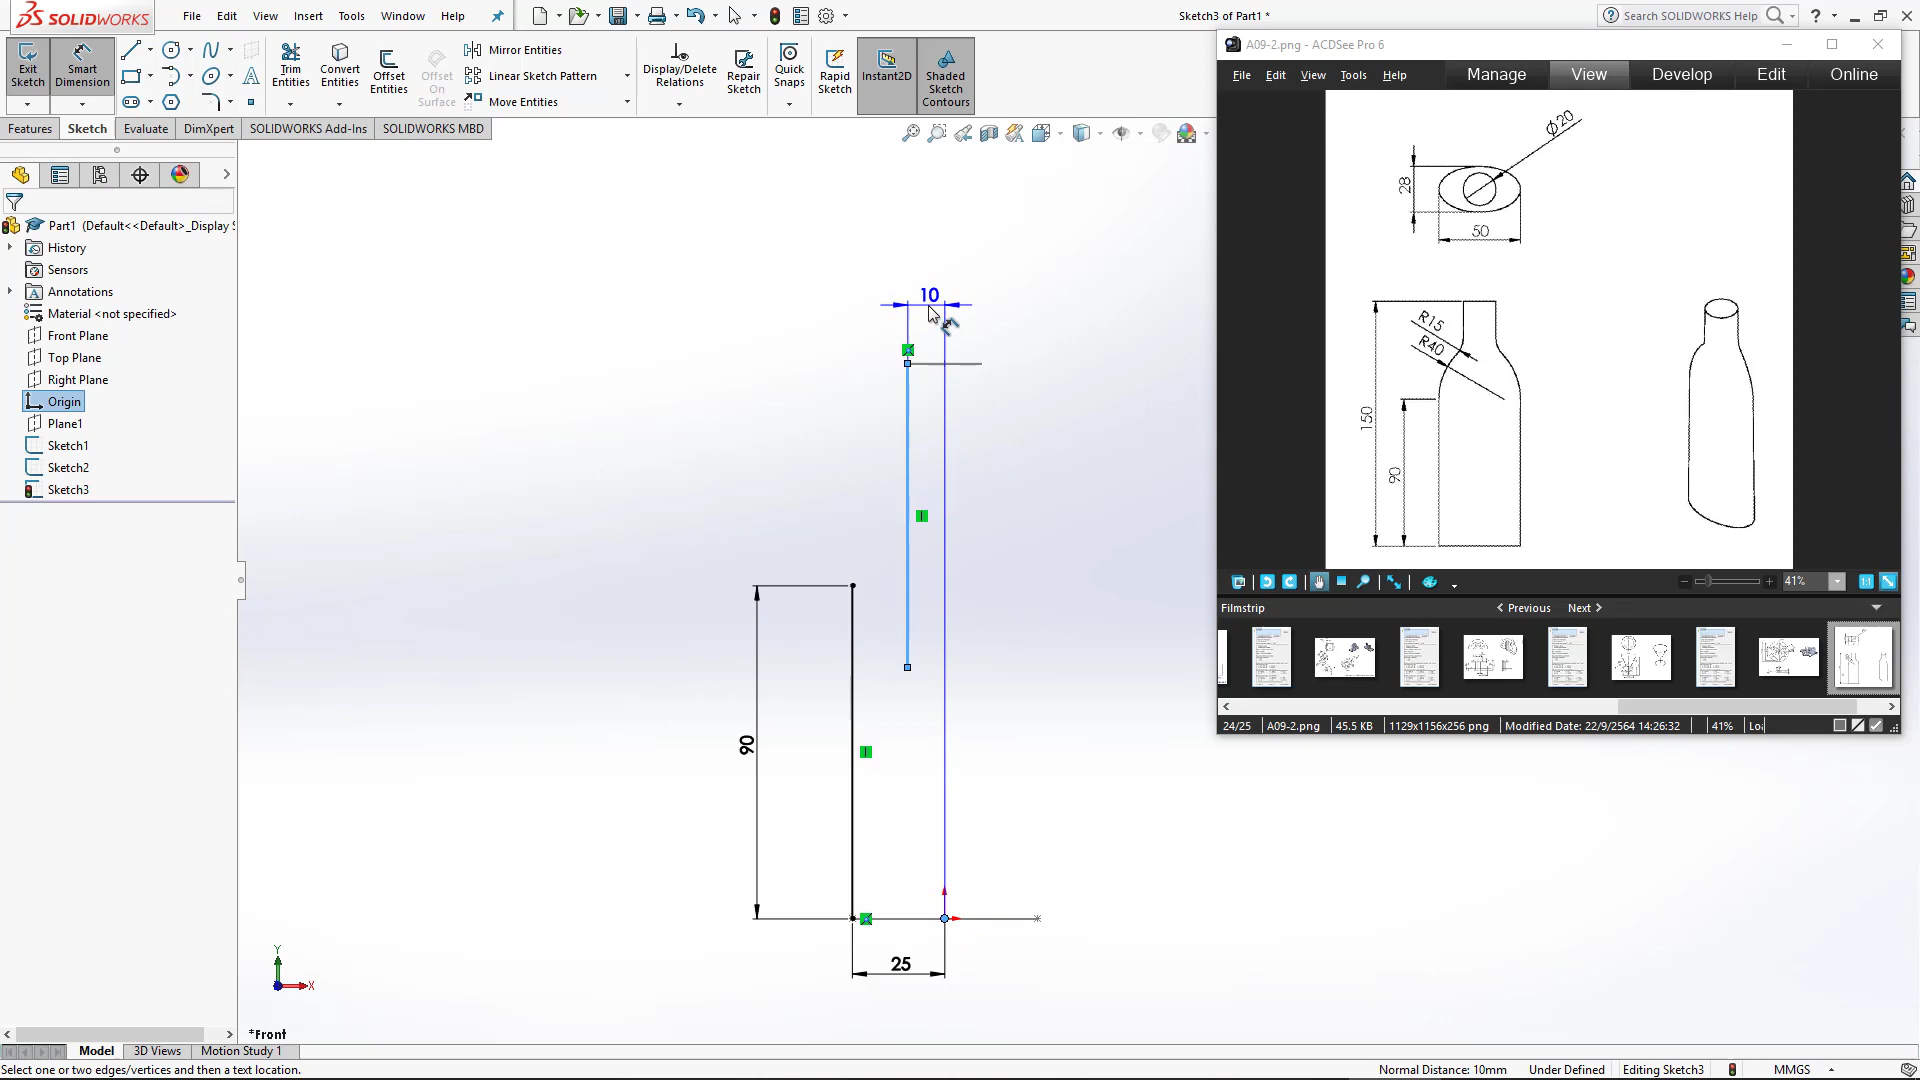 SOLIDWORKS
File Edit View Insert Tools Window Help
Sketch3 of Part1 *
Search SOLIDWORKS Help
Exit Sketch
Smart Dimension
Trim Entities
Convert Entities
Offset Entities
Offset On Surface
Mirror Entities
Linear Sketch Pattern
Move Entities
Display/Delete Relations
Repair Sketch
Quick Snaps
Rapid Sketch
Instant2D
Shaded Sketch Contours
Features Sketch Evaluate DimXpert SOLIDWORKS Add-Ins SOLIDWORKS MBD
Part1 (Default<<Default>_Display S
History
Sensors
Annotations
Material <not specified>
Front Plane
Top Plane
Right Plane
Origin
Plane1
Sketch1
Sketch2
Sketch3
10
90
25
Y
X
*Front
A09-2.png - ACDSee Pro 6
File Edit View Tools Help
Manage View Develop Edit Online
Φ20
28
50
R15
R40
150
90
41%
1:1
Filmstrip
Previous Next
24/25 A09-2.png 45.5 KB 1129x1156x256 png Modified Date: 22/9/2564 14:26:32 41%
Model 3D Views Motion Study 1
Select one or two edges/vertices and then a text location.
Normal Distance: 10mm Under Defined Editing Sketch3 MMGS